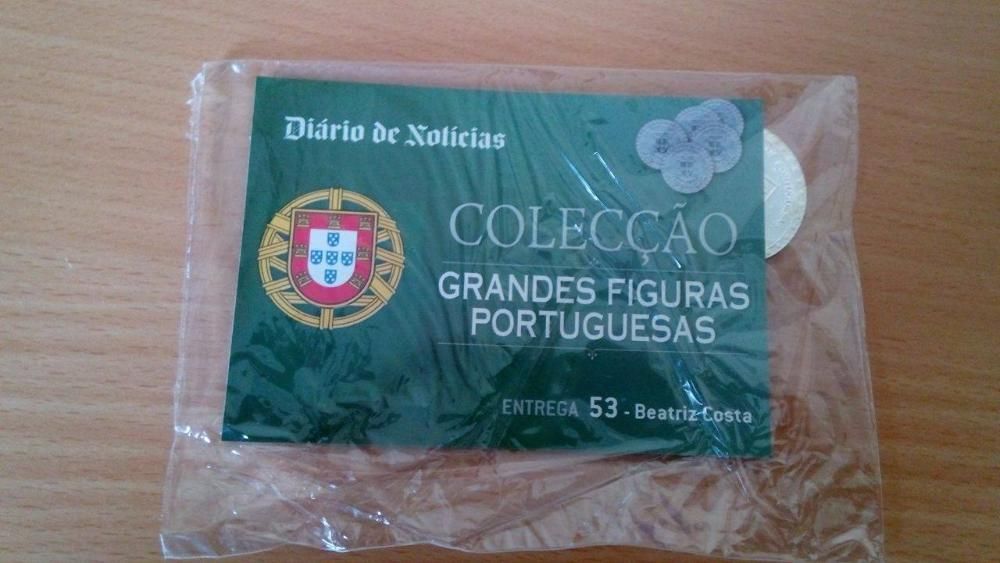 Diário de Notícias
COLECÇÃO
GRANDES FIGURAS
PORTUGUESAS
ENTREGA 53 - Beatriz Costa